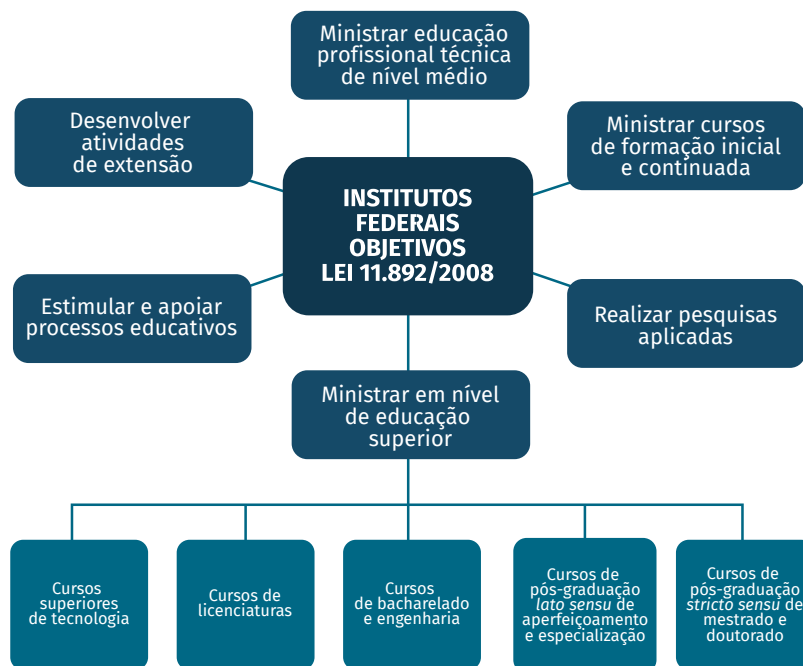 Ministrar educação
profissional técnica
de nível médio
Desenvolver
atividades
de extensão
Ministrar cursos
de formação inicial
e continuada
INSTITUTOS
FEDERAIS
OBJETIVOS
LEI 11.892/2008
Estimular e apoiar
processos educativos
Realizar pesquisas
aplicadas
Ministrar em nível
de educação
superior
Cursos
superiores
de tecnologia
Cursos de
licenciaturas
Cursos
de bacharelado
e engenharia
Cursos de
pós-graduação
lato sensu de
aperfeiçoamento
e especialização
Cursos de
pós-graduação
stricto sensu de
mestrado e
doutorado